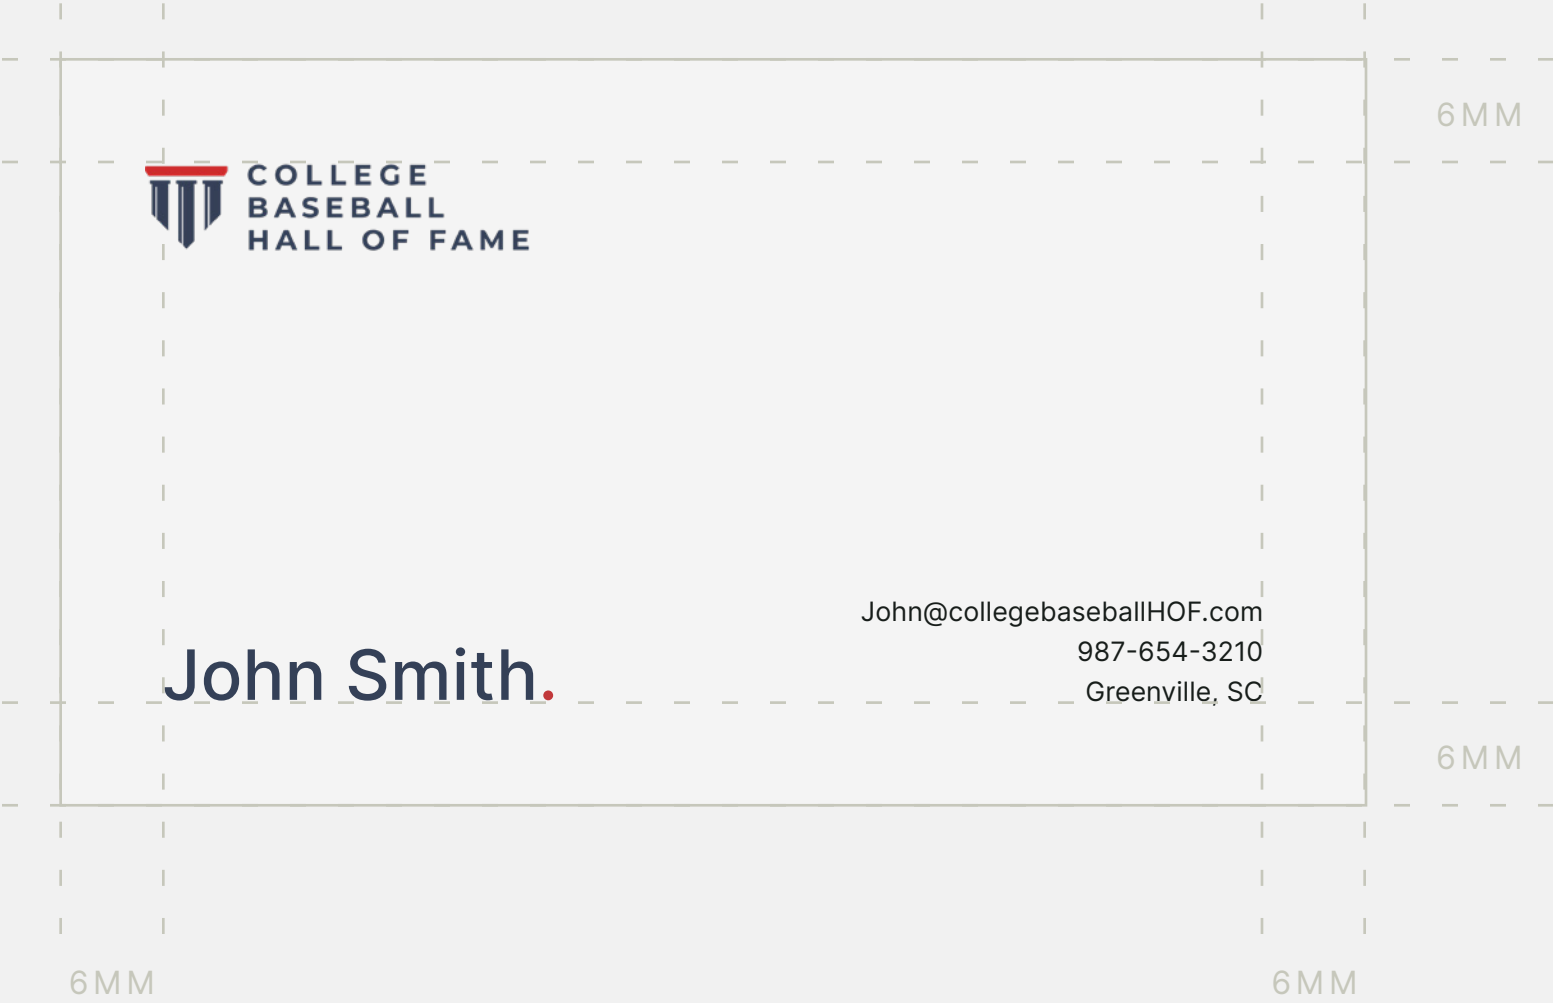 6MM
COLLEGE
BASEBALL
HALL OF FAME
John@collegebaseballHOF.com
987-654-3210
John Smith.
Greenville, SC
6MM
6MM
6MM